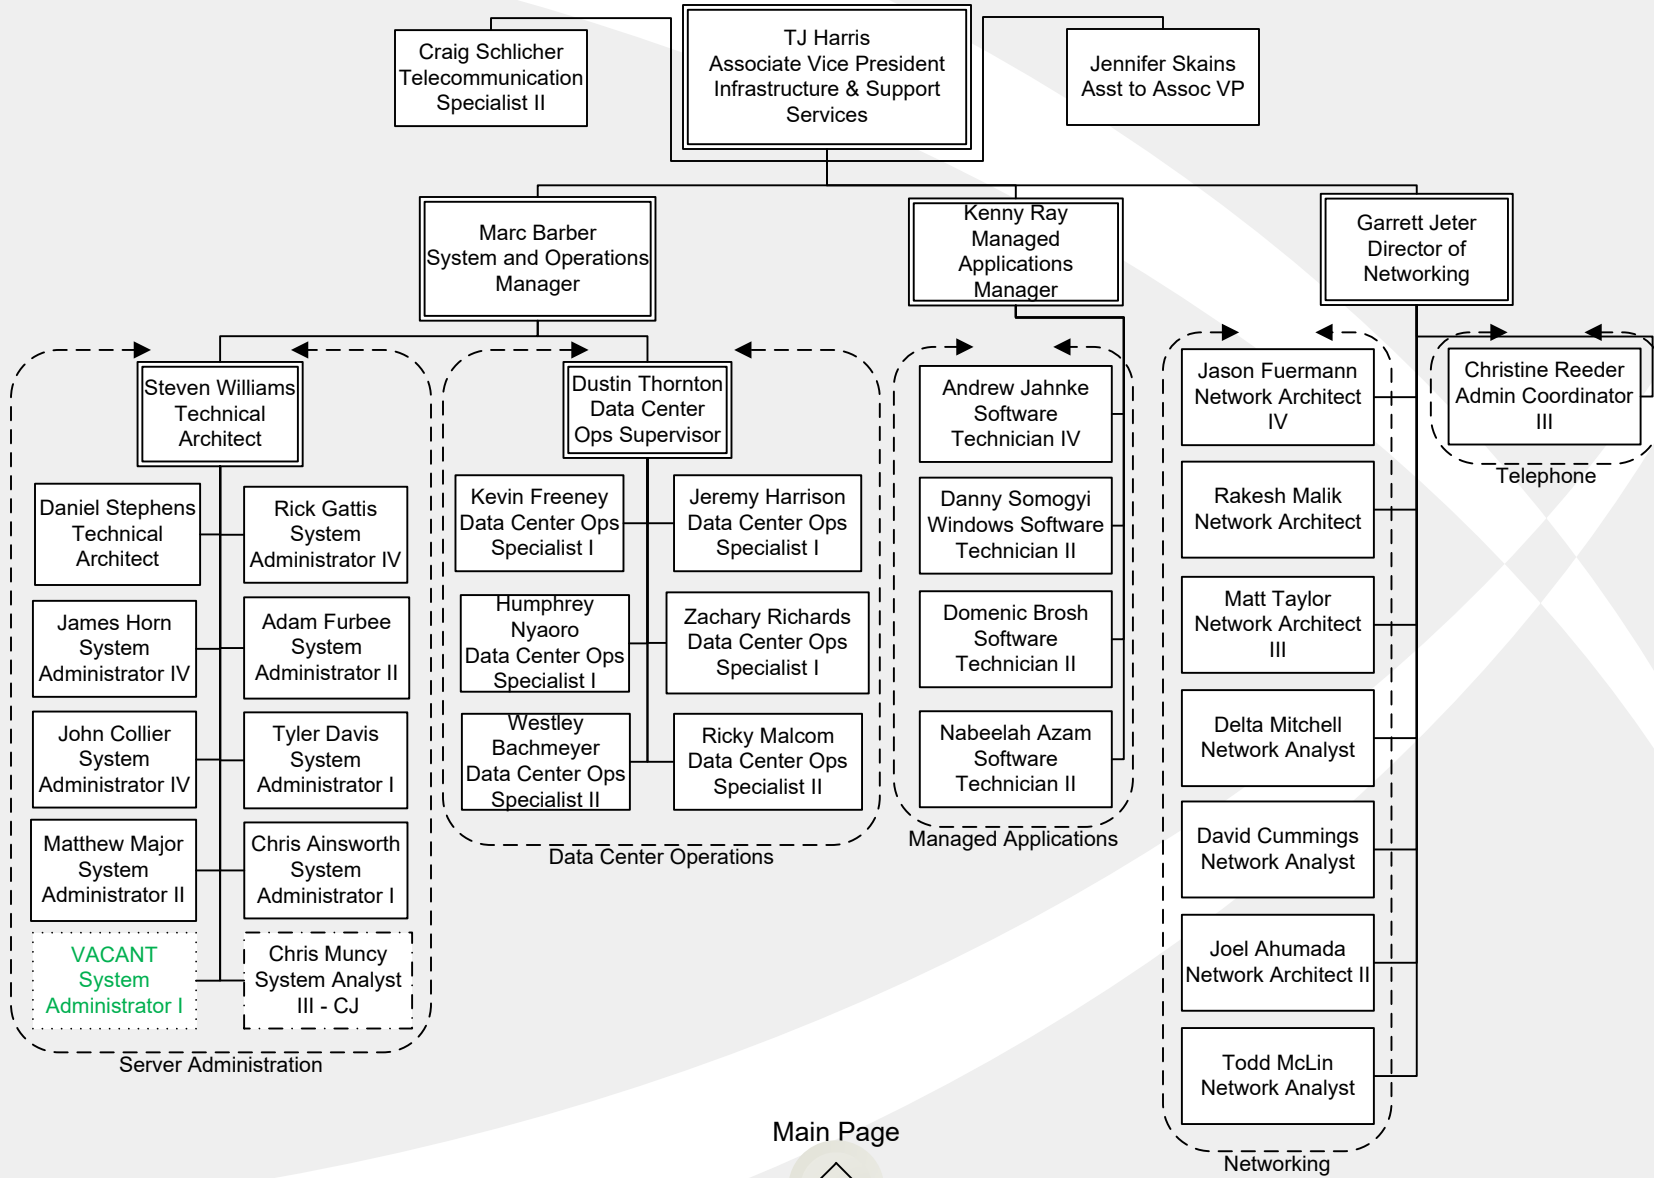 Craig Schlicher
Telecommunication
Specialist II
TJ Harris
Associate Vice President
Infrastructure & Support
Services
Jennifer Skains
Asst to Assoc VP
Marc Barber
System and Operations
Manager
Kenny Ray
Managed
Applications
Manager
Garrett Jeter
Director of
Networking
Steven Williams
Technical
Architect
Daniel Stephens
Technical
Architect
Rick Gattis
System
Administrator IV
James Horn
System
Administrator IV
Adam Furbee
System
Administrator II
John Collier
System
Administrator IV
Tyler Davis
System
Administrator I
Matthew Major
System
Administrator II
Chris Ainsworth
System
Administrator I
VACANT
System
Administrator I
Chris Muncy
System Analyst
III - CJ
Server Administration
Dustin Thornton
Data Center
Ops Supervisor
Kevin Freeney
Data Center Ops
Specialist I
Jeremy Harrison
Data Center Ops
Specialist I
Humphrey
Nyaoro
Data Center Ops
Specialist I
Zachary Richards
Data Center Ops
Specialist I
Westley
Bachmeyer
Data Center Ops
Specialist II
Ricky Malcom
Data Center Ops
Specialist II
Data Center Operations
Andrew Jahnke
Software
Technician IV
Danny Somogyi
Windows Software
Technician II
Domenic Brosh
Software
Technician II
Nabeelah Azam
Software
Technician II
Managed Applications
Jason Fuermann
Network Architect
IV
Rakesh Malik
Network Architect
Matt Taylor
Network Architect
III
Delta Mitchell
Network Analyst
David Cummings
Network Analyst
Joel Ahumada
Network Architect II
Todd McLin
Network Analyst
Networking
Christine Reeder
Admin Coordinator
III
Telephone
Main Page